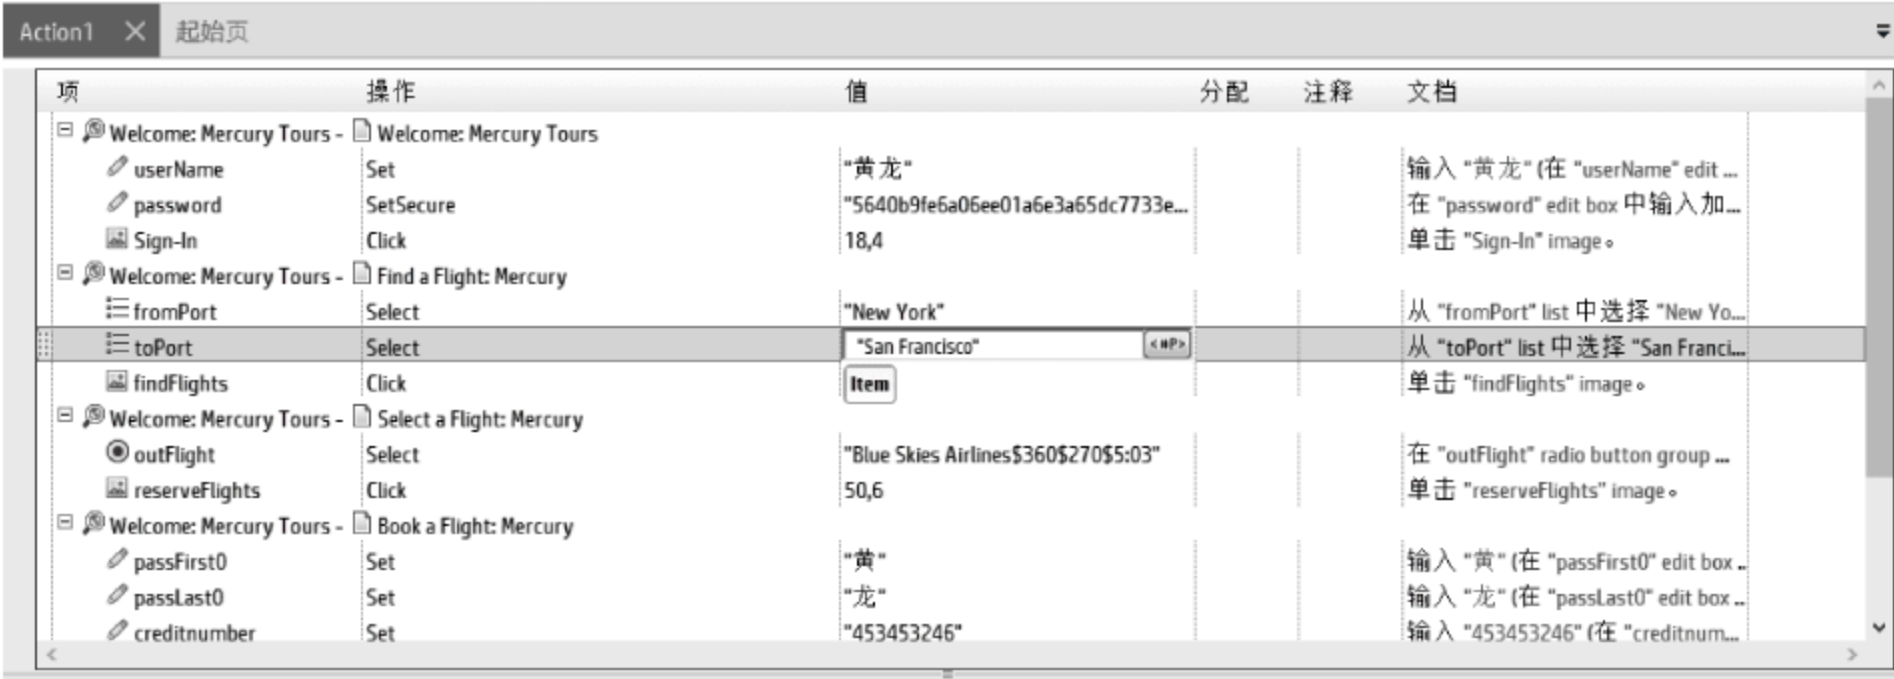 Action1 × 起始页
项 操作 值 分配 注释 文档
Welcome: Mercury Tours - Welcome: Mercury Tours
userName Set "黄龙" 输入 "黄龙" (在 "userName" edit ...
password SetSecure "5640b9fe6a06ee01a6e3a65dc7733e... 在 "password" edit box 中输入加...
Sign-In Click 18,4 单击 "Sign-In" image。
Welcome: Mercury Tours - Find a Flight: Mercury
fromPort Select "New York" 从 "fromPort" list 中选择 "New Yo...
toPort Select "San Francisco" <#P> 从 "toPort" list 中选择 "San Franci...
findFlights Click Item 单击 "findFlights" image。
Welcome: Mercury Tours - Select a Flight: Mercury
outFlight Select "Blue Skies Airlines$360$270$5:03" 在 "outFlight" radio button group ...
reserveFlights Click 50,6 单击 "reserveFlights" image。
Welcome: Mercury Tours - Book a Flight: Mercury
passFirst0 Set "黄" 输入 "黄" (在 "passFirst0" edit box ..
passLast0 Set "龙" 输入 "龙" (在 "passLast0" edit box ..
creditnumber Set "453453246" 输入 "453453246" (在 "creditnum...